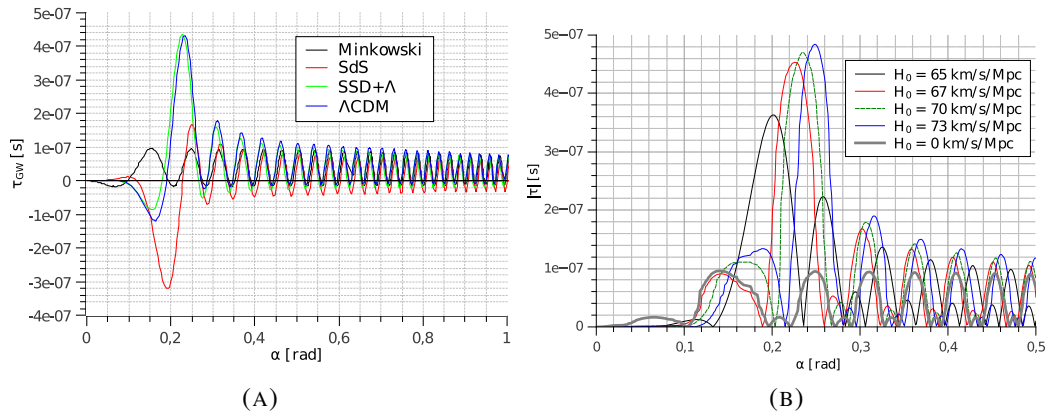 5e-07
4e-07
3e-07
2e-07
1e-07
0
-1e-07
-2e-07
-3e-07
-4e-07
τGW [s]
0
0.2
0.4
0.6
0.8
1
α [rad]
Minkowski
SdS
SSD+Λ
ΛCDM
(A)
5e−07
4e−07
3e−07
2e−07
1e−07
0
|τ| [s]
0
0,1
0,2
0,3
0,4
0,5
α [rad]
H0 = 65 km/s/Mpc
H0 = 67 km/s/Mpc
H0 = 70 km/s/Mpc
H0 = 73 km/s/Mpc
H0 = 0 km/s/Mpc
(B)